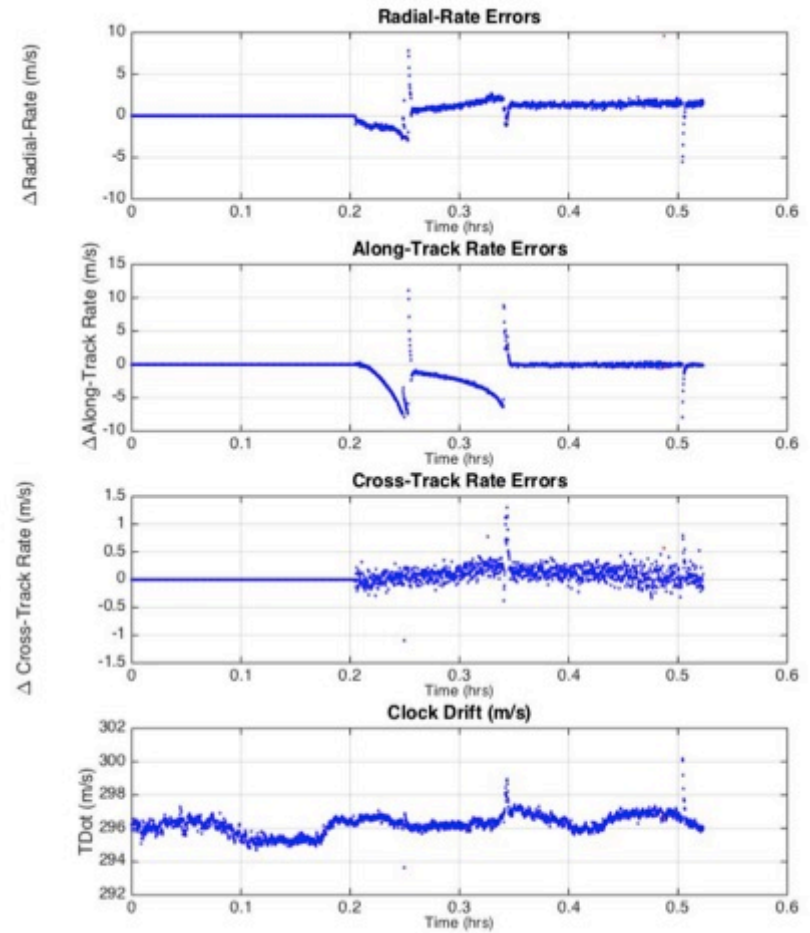 Radial-Rate Errors
Δ Radial-Rate (m/s)
10
5
0
-5
-10
0 0.1 0.2 0.3 0.4 0.5 0.6
Time (hrs)
Along-Track Rate Errors
Δ Along-Track Rate (m/s)
15
10
5
0
-5
-10
0 0.1 0.2 0.3 0.4 0.5 0.6
Time (hrs)
Cross-Track Rate Errors
Δ Cross-Track Rate (m/s)
1.5
1
0.5
0
-0.5
-1
-1.5
0 0.1 0.2 0.3 0.4 0.5 0.6
Time (hrs)
Clock Drift (m/s)
TDot (m/s)
302
300
298
296
294
292
0 0.1 0.2 0.3 0.4 0.5 0.6
Time (hrs)